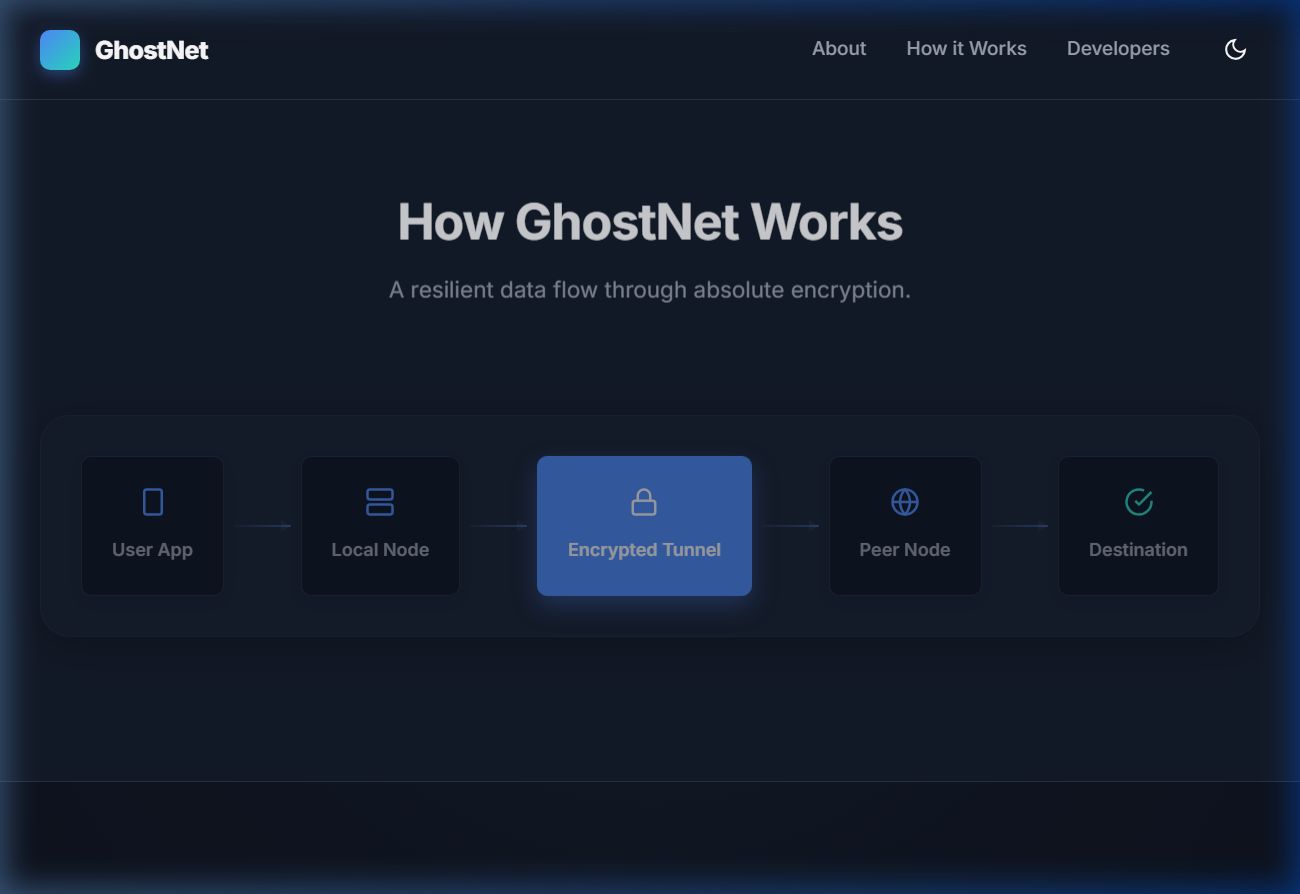 GhostNet
About
How it Works
Developers
How GhostNet Works
A resilient data flow through absolute encryption.
User App
Local Node
Encrypted Tunnel
Peer Node
Destination